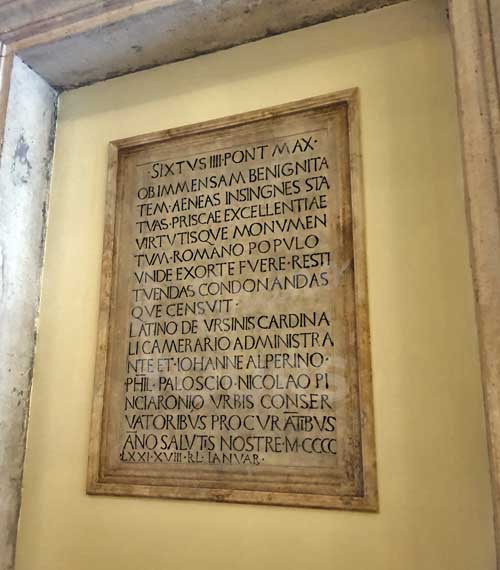 ·SIXTVS IIII·PONT MAX·
OB IMMENSAM BENIGNITA
TEM·AENEAS INSINGNES STA
TVAS·PRISCAE EXCELLENTIAE
VIRTVTISQVE MONVMEN
TVM·ROMANO POPVLO
VNDE EXORTE FVERE·RESTI
TVENDAS CONDONANDAS
QVE CENSVIT·
LATINO DE VRSINIS CARDINA
LI CAMERARIO ADMINISTRA
NTE ET·IOHANNE ALPERINO·
·PHIL·PALOSCIO·NICOLAO PI
NCIARONIO VRBIS CONSER
VATORIBVS PROCVRATIBVS
AÑO SALVTIS NOSTRE·M·CCCC
·LXXI·XVIII·KL·IANVAR·